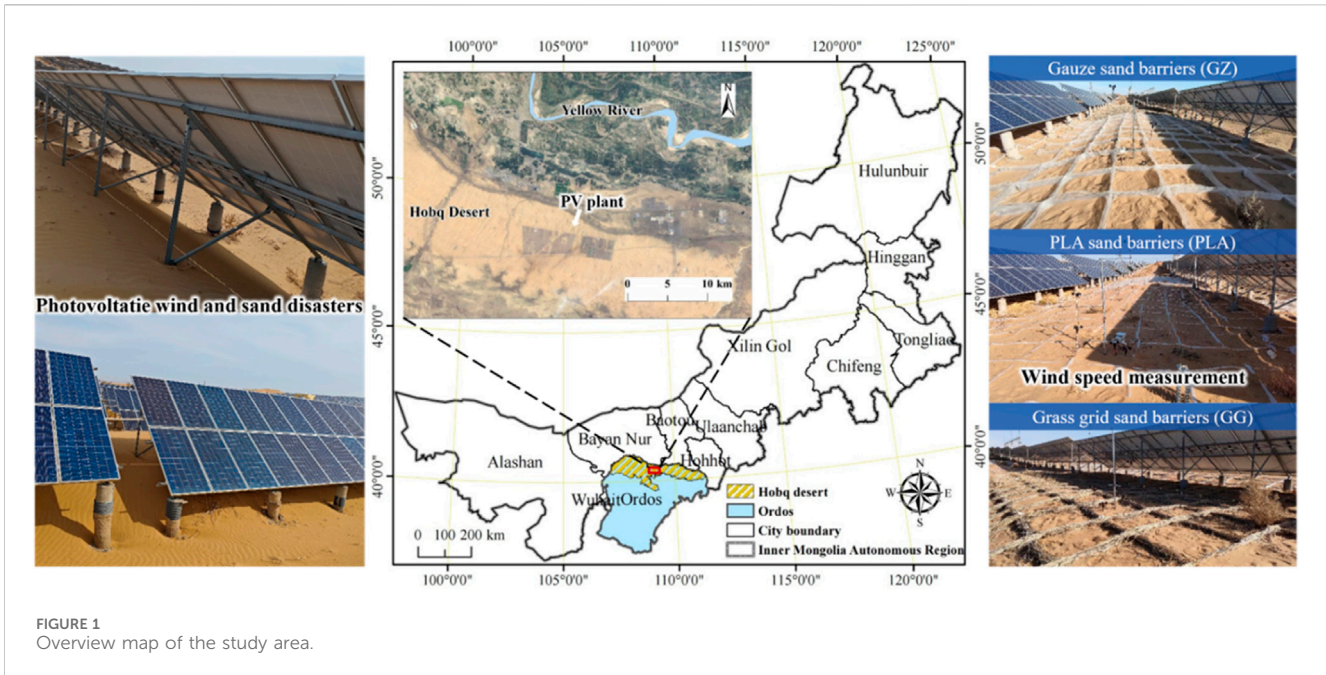 Photovoltatie wind and sand disasters
100°0'0" 105°0'0" 110°0'0" 115°0'0" 120°0'0" 125°0'0"
50°0'0"
45°0'0"
40°0'0"
N
Yellow River
Hobq Desert
PV plant
0 5 10 km
Hulunbuir
Hinggan
Xilin Gol
Tongliao
Chifeng
Baotou
Ulaanchab
Bayan Nur
Hohhot
Alashan
Wuhait
Ordos
0 100 200 km
Hobq desert
Ordos
City boundary
Inner Mongolia Autonomous Region
N
W E
S
50°0'0"
45°0'0"
40°0'0"
100°0'0" 105°0'0" 110°0'0" 115°0'0" 120°0'0"
Gauze sand barriers (GZ)
PLA sand barriers (PLA)
Wind speed measurement
Grass grid sand barriers (GG)
FIGURE 1
Overview map of the study area.